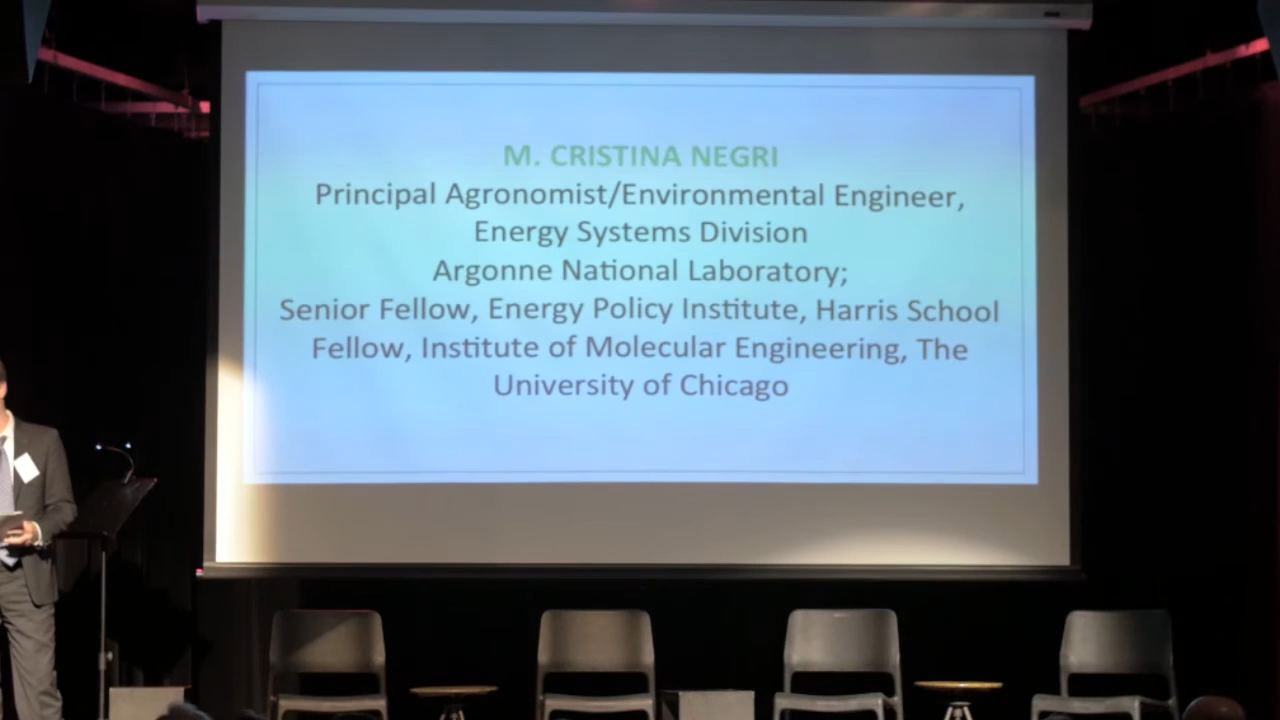 M. CRISTINA NEGRI
Principal Agronomist/Environmental Engineer,
Energy Systems Division
Argonne National Laboratory;
Senior Fellow, Energy Policy Institute, Harris School
Fellow, Institute of Molecular Engineering, The
University of Chicago